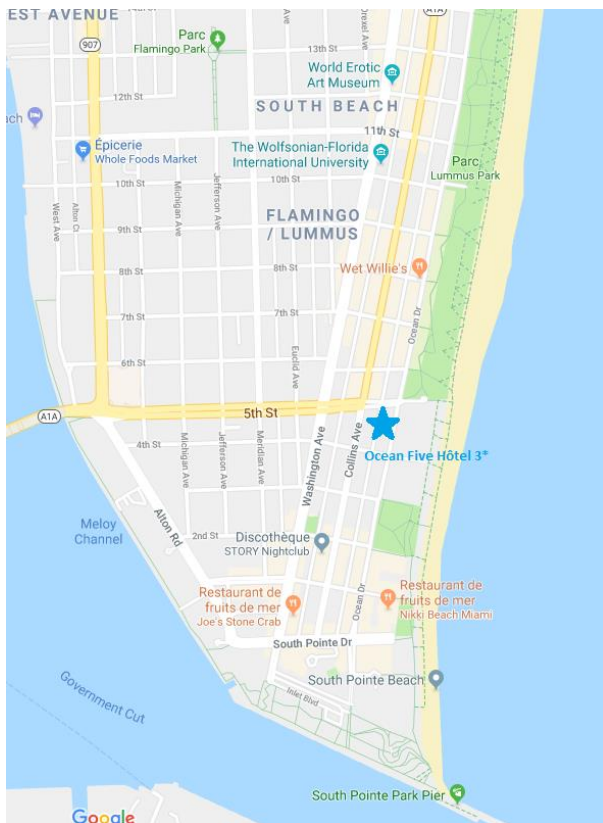 EST AVENUE
A1A
907
Parc
Flamingo Park
Drexel Ave
13th St
World Erotic
Art Museum
12th St
SOUTH BEACH
ach
11th St
Épicerie
Whole Foods Market
The Wolfsonian-Florida
International University
Parc
Lummus Park
10th St
10th St
West Ave
Alton Ct
Michigan Ave
Jefferson Ave
FLAMINGO
/ LUMMUS
9th St
8th St
8th St
Wet Willie's
7th St
7th St
Ocean Dr
6th St
Euclid Ave
A1A
5th St
Ocean Five Hôtel 3*
4th St
Michigan Ave
Jefferson Ave
Meridian Ave
Washington Ave
Collins Ave
Alton Rd
Meloy
Channel
2nd St
Discothèque
STORY Nightclub
Restaurant de
fruits de mer
Joe's Stone Crab
Ocean Dr
Restaurant de
fruits de mer
Nikki Beach Miami
South Pointe Dr
South Pointe Beach
Inlet Blvd
Government Cut
South Pointe Park Pier
Google